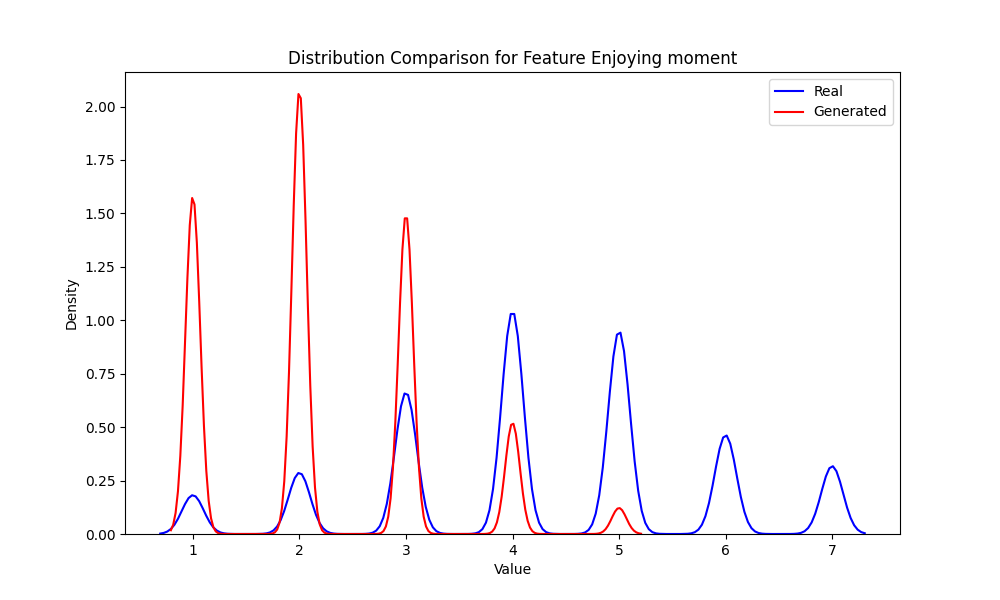 Distribution Comparison for Feature Enjoying moment
Real
Generated
2.00
1.75
1.50
1.25
1.00
0.75
0.50
0.25
0.00
Density
1 2 3 4 5 6 7
Value